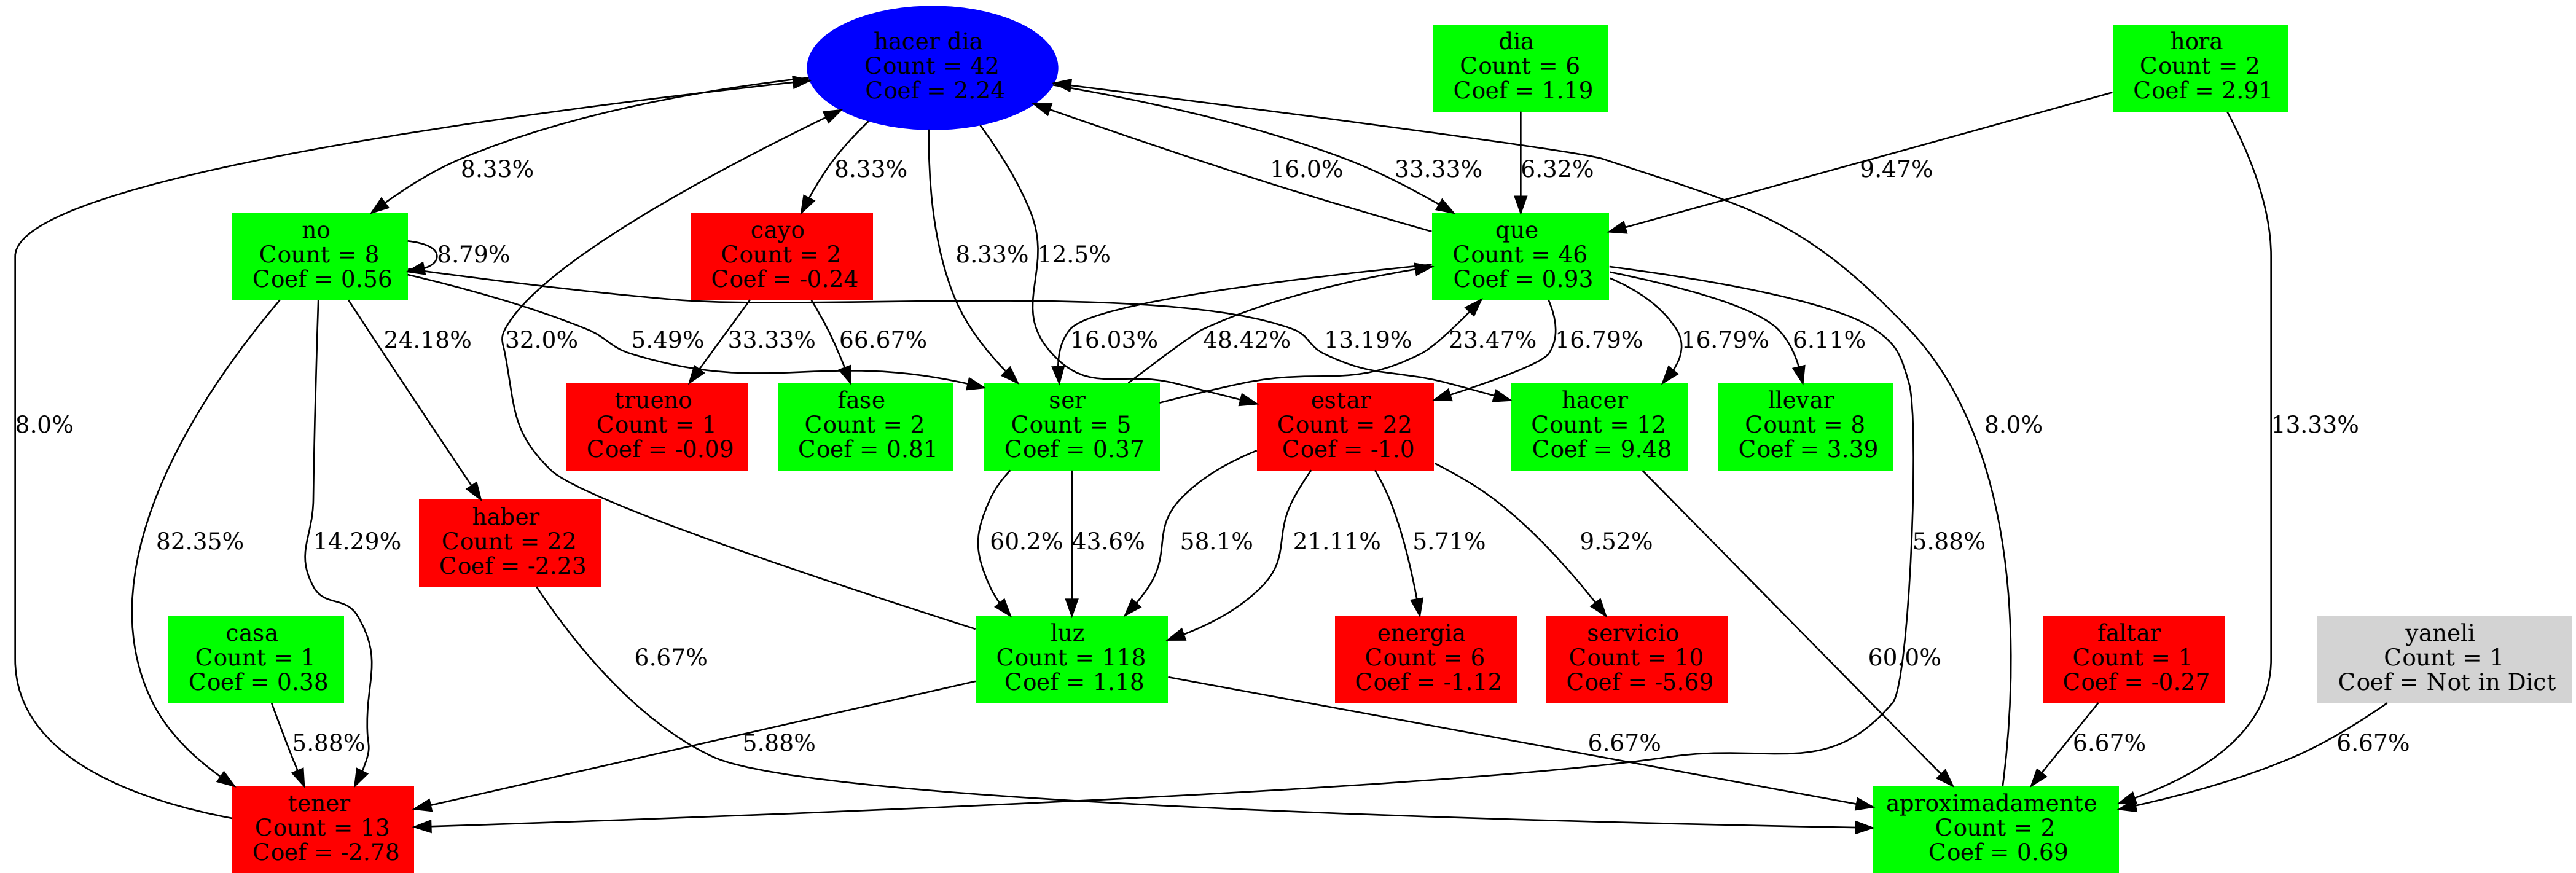 hacer dia
Count = 42
Coef = 2.24
dia
Count = 6
Coef = 1.19
hora
Count = 2
Coef = 2.91
8.33%
8.33%
16.0%
33.33%
6.32%
9.47%
no
Count = 8
Coef = 0.56
8.79%
cayo
Count = 2
Coef = -0.24
8.33%
12.5%
que
Count = 46
Coef = 0.93
32.0%
5.49%
33.33%
66.67%
16.03%
48.42%
13.19%
23.47%
16.79%
16.79%
6.11%
24.18%
8.0%
trueno
Count = 1
Coef = -0.09
fase
Count = 2
Coef = 0.81
ser
Count = 5
Coef = 0.37
estar
Count = 22
Coef = -1.0
hacer
Count = 12
Coef = 9.48
llevar
Count = 8
Coef = 3.39
8.0%
13.33%
82.35%
14.29%
haber
Count = 22
Coef = -2.23
60.2%
43.6%
58.1%
21.11%
5.71%
9.52%
5.88%
casa
Count = 1
Coef = 0.38
6.67%
luz
Count = 118
Coef = 1.18
energia
Count = 6
Coef = -1.12
servicio
Count = 10
Coef = -5.69
60.0%
faltar
Count = 1
Coef = -0.27
yaneli
Count = 1
Coef = Not in Dict
5.88%
5.88%
6.67%
6.67%
6.67%
tener
Count = 13
Coef = -2.78
aproximadamente
Count = 2
Coef = 0.69